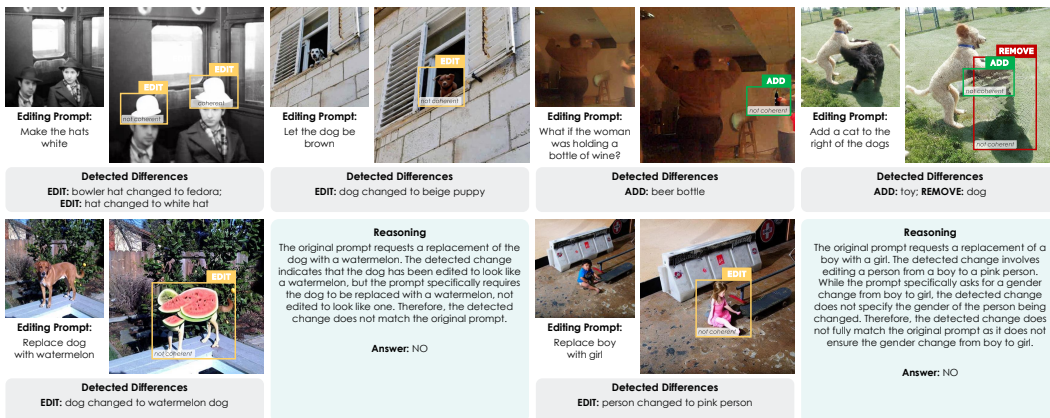 EDIT
not coherent
EDIT
coherent
Editing Prompt:
Make the hats
white
Detected Differences
EDIT: bowler hat changed to fedora;
EDIT: hat changed to white hat
EDIT
not coherent
Editing Prompt:
Let the dog be
brown
Detected Differences
EDIT: dog changed to beige puppy
ADD
not coherent
Editing Prompt:
What if the woman
was holding a
bottle of wine?
Detected Differences
ADD: beer bottle
REMOVE
ADD
not coherent
not coherent
Editing Prompt:
Add a cat to the
right of the dogs
Detected Differences
ADD: toy; REMOVE: dog
EDIT
not coherent
Editing Prompt:
Replace dog
with watermelon
Detected Differences
EDIT: dog changed to watermelon dog
Reasoning
The original prompt requests a replacement of the
dog with a watermelon. The detected change
indicates that the dog has been edited to look like
a watermelon, but the prompt specifically requires
the dog to be replaced with a watermelon, not
edited to look like one. Therefore, the detected
change does not match the original prompt.
Answer: NO
EDIT
not coherent
Editing Prompt:
Replace boy
with girl
Detected Differences
EDIT: person changed to pink person
Reasoning
The original prompt requests a replacement of a
boy with a girl. The detected change involves
editing a person from a boy to a pink person.
While the prompt specifically asks for a gender
change from boy to girl, the detected change
does not specify the gender of the person being
changed. Therefore, the detected change does
not fully match the original prompt as it does not
ensure the gender change from boy to girl.
Answer: NO